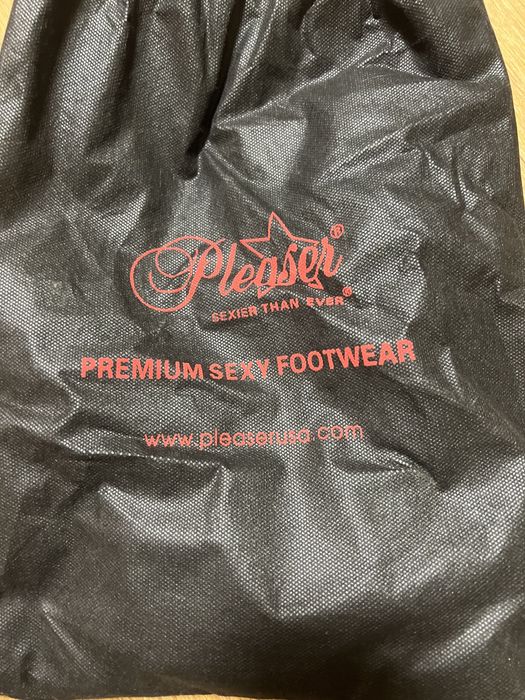 Pleaser®
SEXIER THAN EVER®
PREMIUM SEXY FOOTWEAR
www.pleaserusa.com